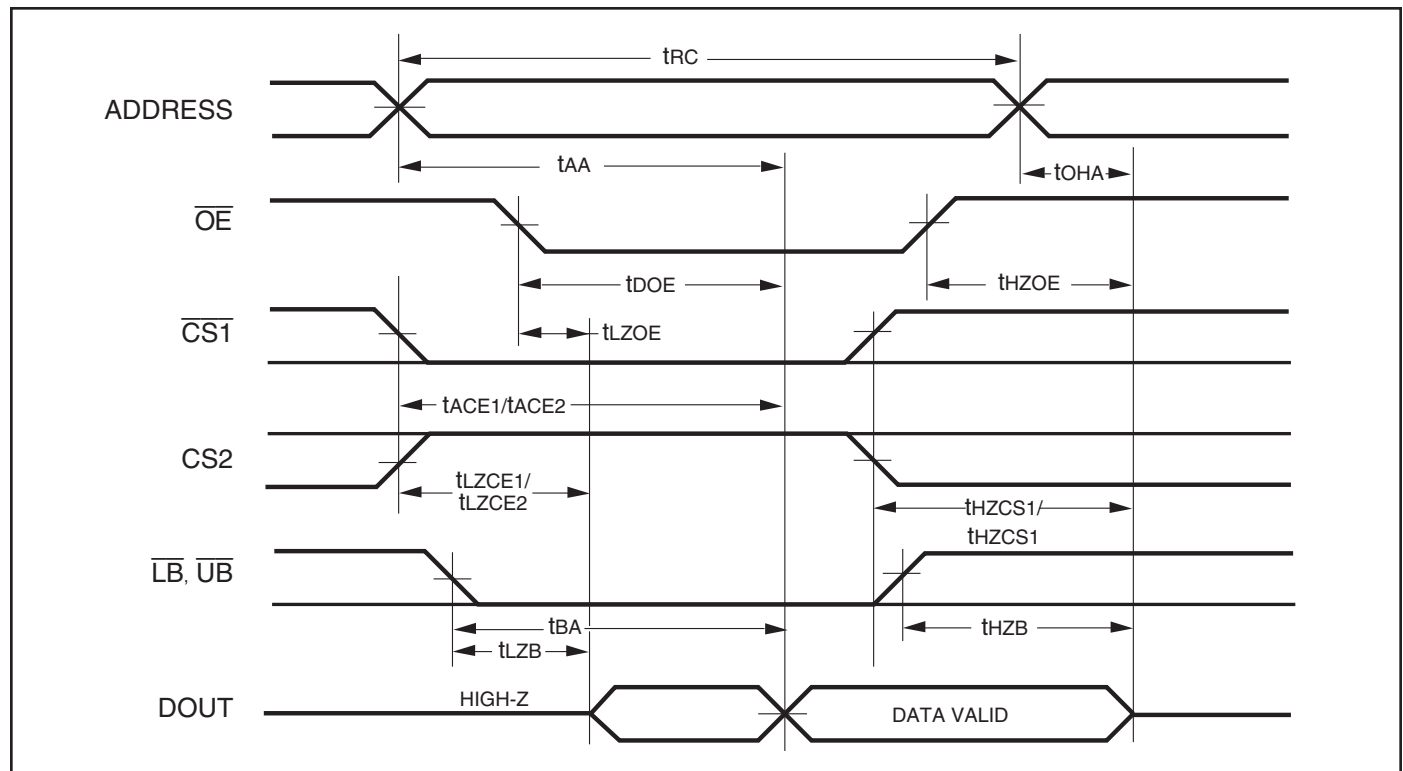 tRC
ADDRESS
tAA
tOHA
OE
tDOE
tHZOE
CS1
tLZOE
tACE1/tACE2
CS2
tLZCE1/
tLZCE2
tHZCS1/
tHZCS1
LB, UB
tBA
tHZB
tLZB
HIGH-Z
DOUT
DATA VALID